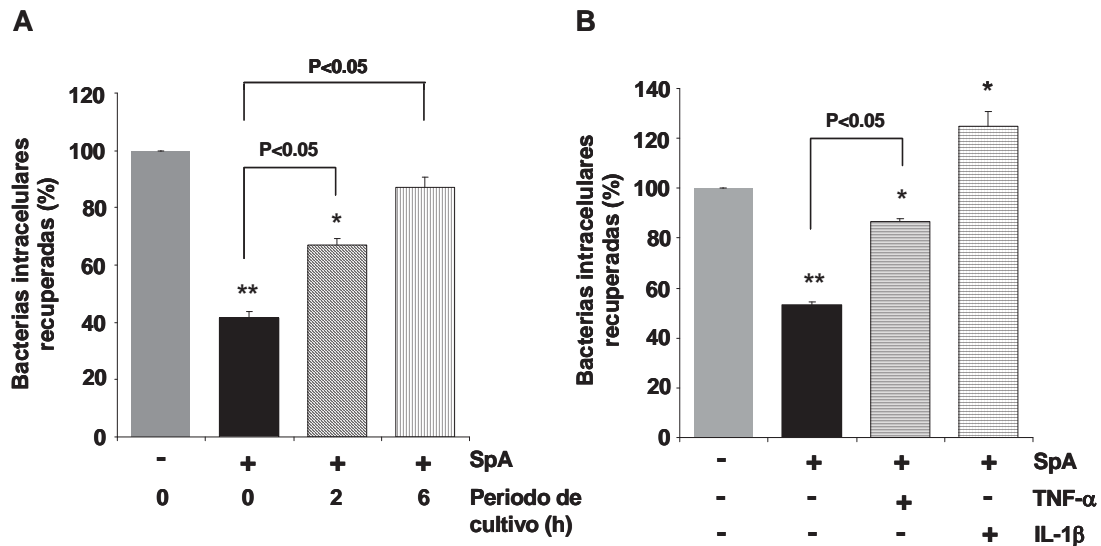 A
P<0.05
P<0.05
120
100
80
60
40
20
0
Bacterias intracelulares
recuperadas (%)
*
**
- + + + SpA
0 0 2 6 Periodo de
cultivo (h)
B
140
120
100
80
60
40
20
0
Bacterias intracelulares
recuperadas (%)
*
P<0.05
*
**
- + + + SpA
- - + - TNF-α
- - - + IL-1β